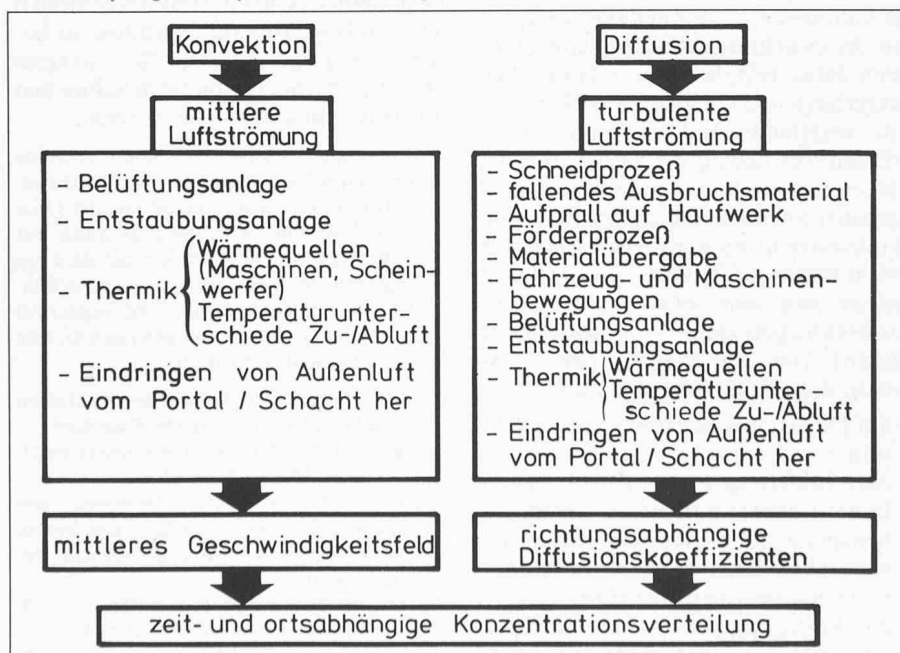 Konvektion
mittlere
Luftströmung
- Belüftungsanlage
- Entstaubungsanlage
- Thermik { Wärmequellen
(Maschinen, Schein-
werfer)
Temperaturunter-
schiede Zu-/Abluft
- Eindringen von Außenluft
vom Portal / Schacht her
mittleres Geschwindigkeitsfeld
Diffusion
turbulente
Luftströmung
- Schneidprozeß
- fallendes Ausbruchsmaterial
- Aufprall auf Haufwerk
- Förderprozeß
- Materialübergabe
- Fahrzeug- und Maschinen-
bewegungen
- Belüftungsanlage
- Entstaubungsanlage
- Thermik { Wärmequellen
Temperaturunter-
schiede Zu-/Abluft
- Eindringen von Außenluft
vom Portal / Schacht her
richtungsabhängige
Diffusionskoeffizienten
zeit- und ortsabhängige Konzentrationsverteilung